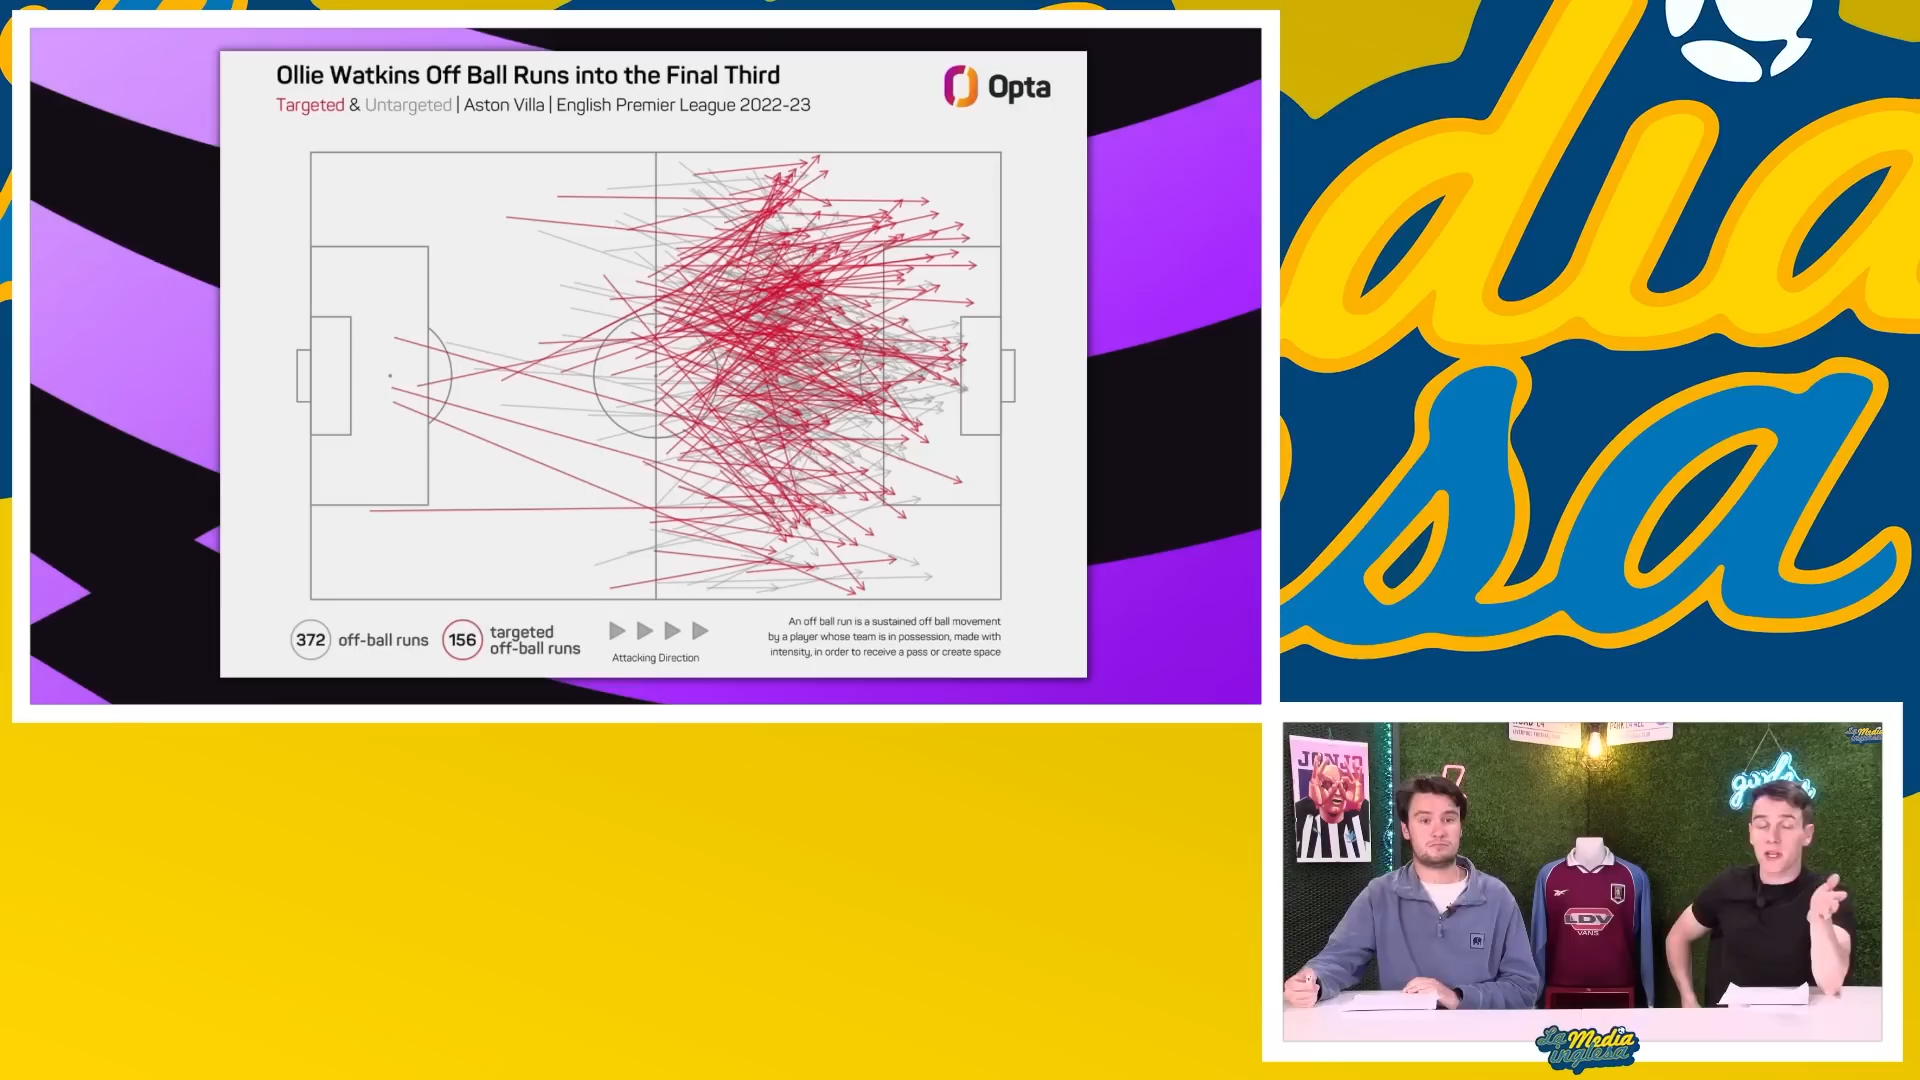 Ollie Watkins Off Ball Runs into the Final Third
Targeted & Untargeted | Aston Villa | English Premier League 2022-23
Opta
372 off-ball runs
156 targeted
off-ball runs
Attacking Direction
An off ball run is a sustained off ball movement
by a player whose team is in possession, made with
intensity, in order to receive a pass or create space
dia
sa
JONJO
LDV
VANS
La Media
inglesa